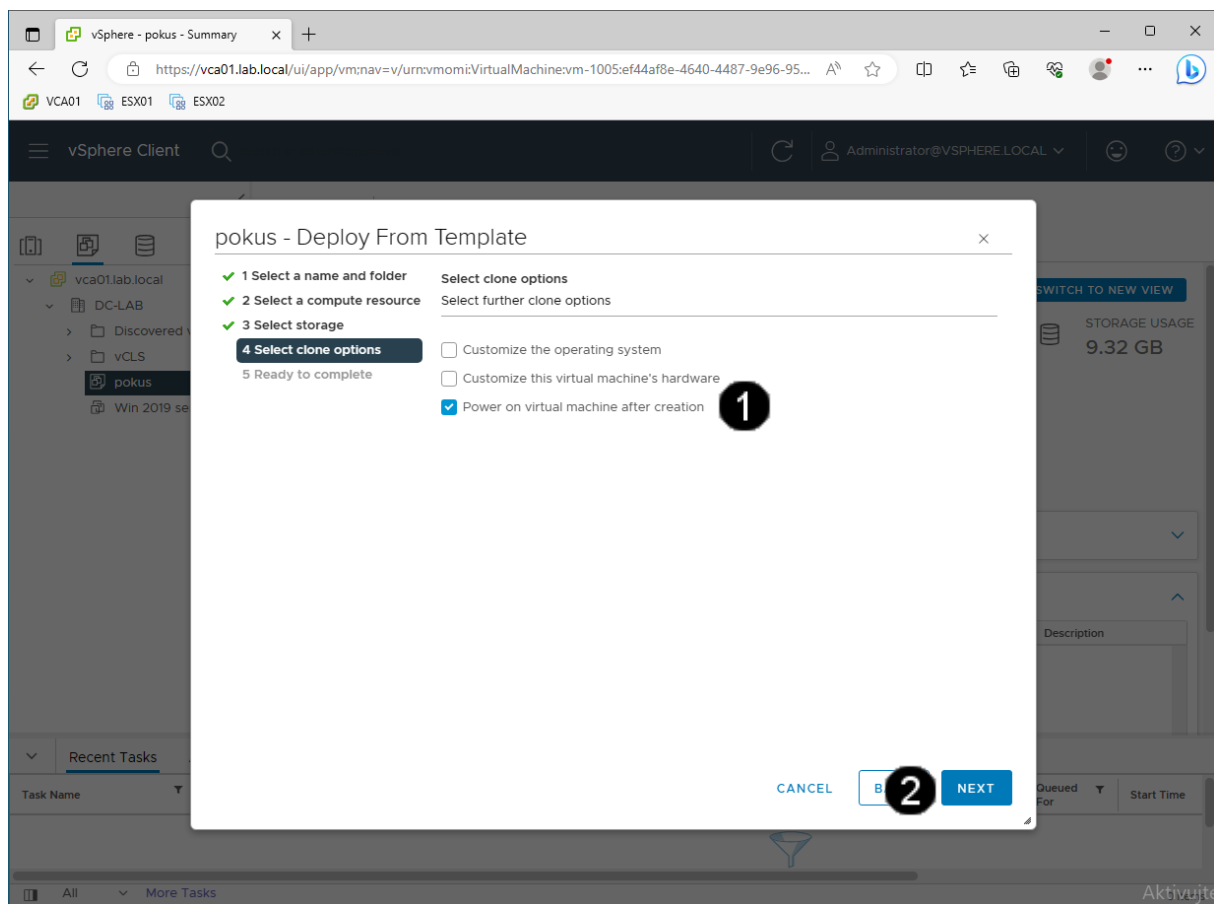 vSphere - pokus - Summary
https://vca01.lab.local/ui/app/vm;nav=v/urn:vmomi:VirtualMachine:vm-1005:ef44af8e-4640-4487-9e96-95...
VCA01 ESX01 ESX02
vSphere Client
Administrator@VSPHERE.LOCAL
pokus - Deploy From Template
1 Select a name and folder
2 Select a compute resource
3 Select storage
4 Select clone options
5 Ready to complete
Select clone options
Select further clone options
Customize the operating system
Customize this virtual machine's hardware
Power on virtual machine after creation
1
CANCEL
2
NEXT
vca01.lab.local
DC-LAB
Discovered
vCLS
pokus
Win 2019 se
SWITCH TO NEW VIEW
STORAGE USAGE
9.32 GB
Description
Recent Tasks
Task Name
Queued
For
Start Time
All
More Tasks
Aktivujte